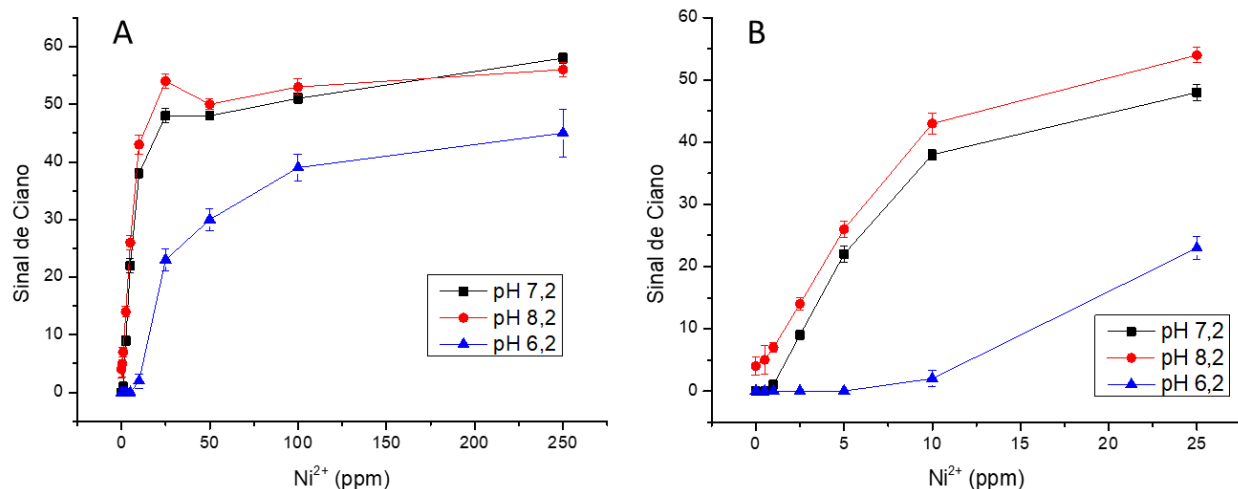 A
60
50
40
30
20
10
0
Sinal de Ciano
pH 7,2
pH 8,2
pH 6,2
0 50 100 150 200 250
Ni²⁺ (ppm)
B
60
50
40
30
20
10
0
Sinal de Ciano
pH 7,2
pH 8,2
pH 6,2
0 5 10 15 20 25
Ni²⁺ (ppm)